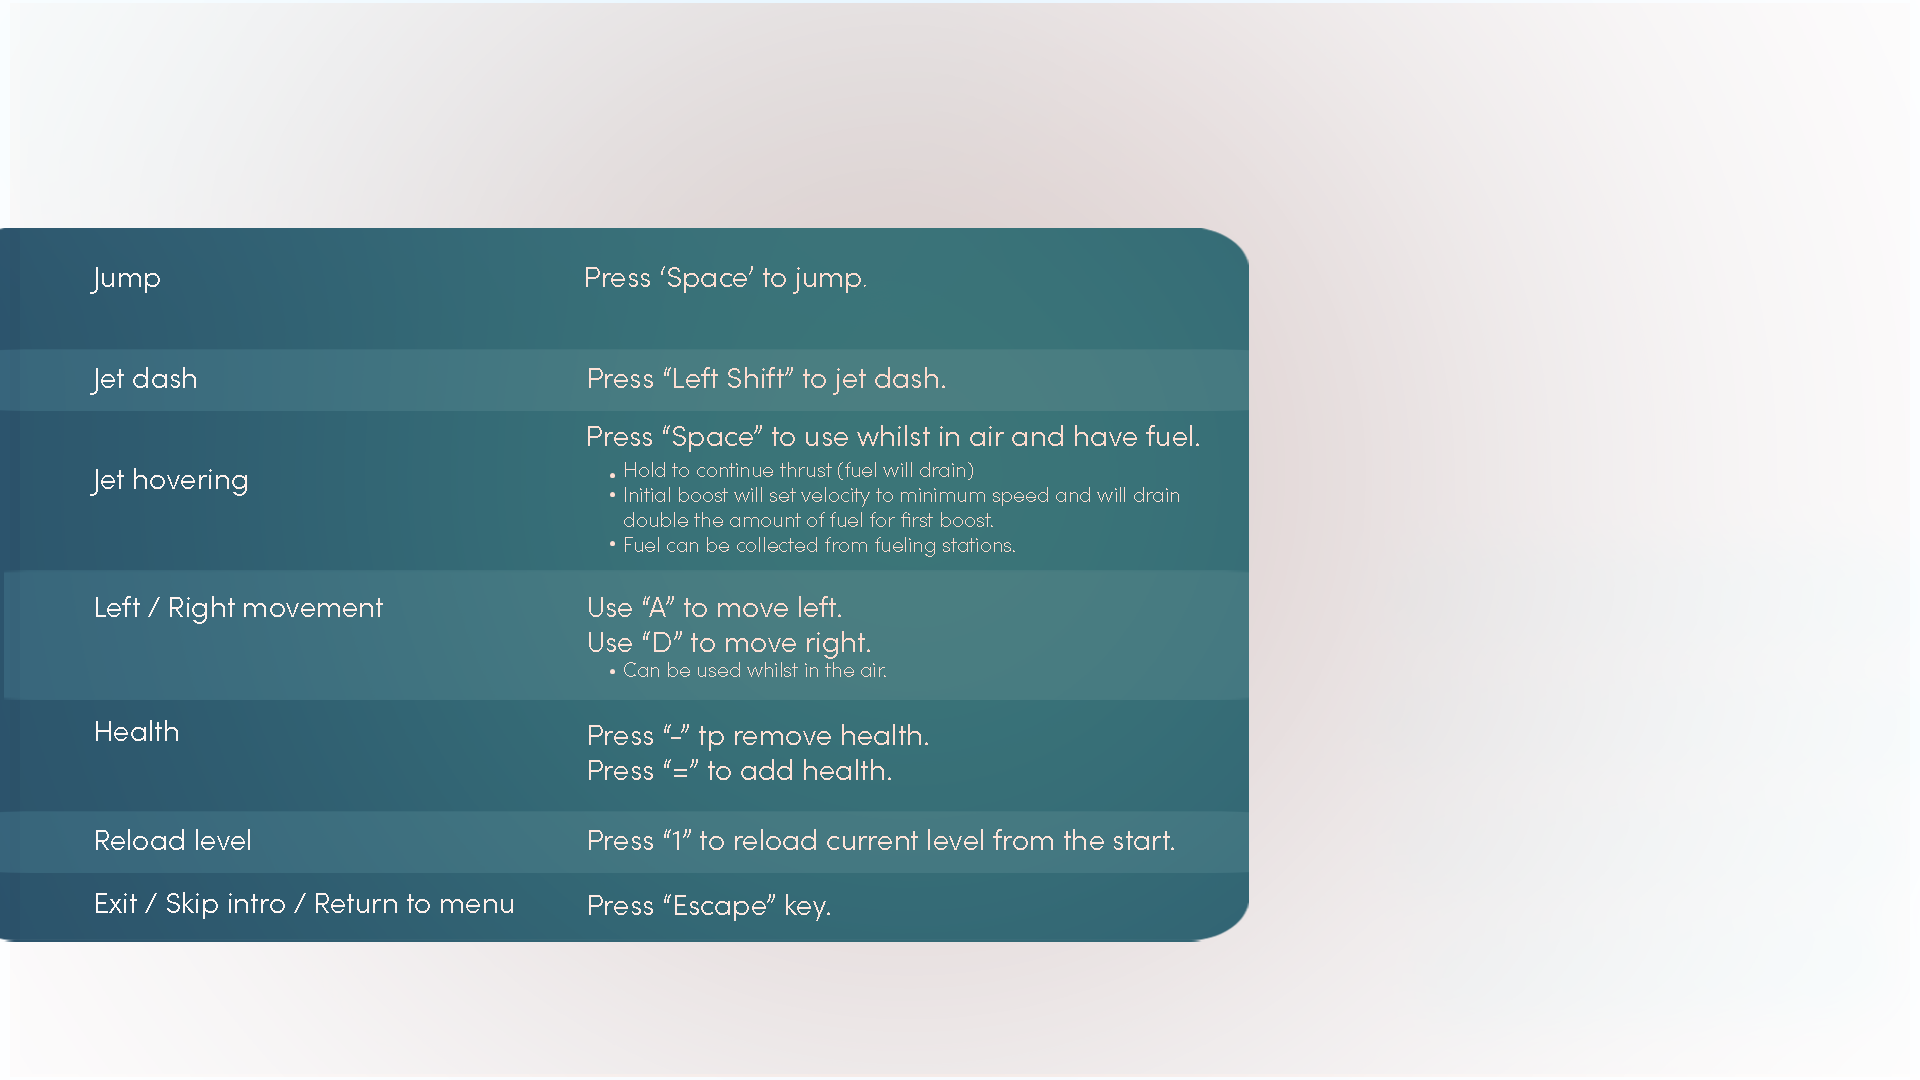 Jump
Press ‘Space’ to jump.
Jet dash
Press “Left Shift” to jet dash.
Jet hovering
Press “Space” to use whilst in air and have fuel.
• Hold to continue thrust (fuel will drain)
• Initial boost will set velocity to minimum speed and will drain
double the amount of fuel for first boost.
• Fuel can be collected from fueling stations.
Left / Right movement
Use “A” to move left.
Use “D” to move right.
• Can be used whilst in the air.
Health
Press “-” tp remove health.
Press “=” to add health.
Reload level
Press “1” to reload current level from the start.
Exit / Skip intro / Return to menu
Press “Escape” key.